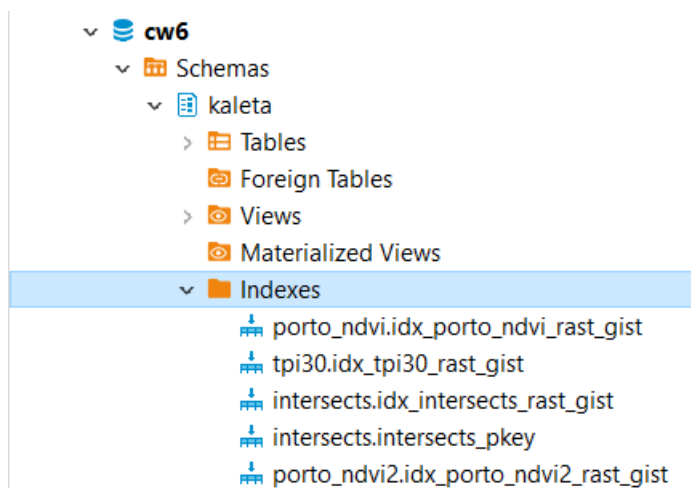 cw6
Schemas
kaleta
Tables
Foreign Tables
Views
Materialized Views
Indexes
porto_ndvi.idx_porto_ndvi_rast_gist
tpi30.idx_tpi30_rast_gist
intersects.idx_intersects_rast_gist
intersects.intersects_pkey
porto_ndvi2.idx_porto_ndvi2_rast_gist